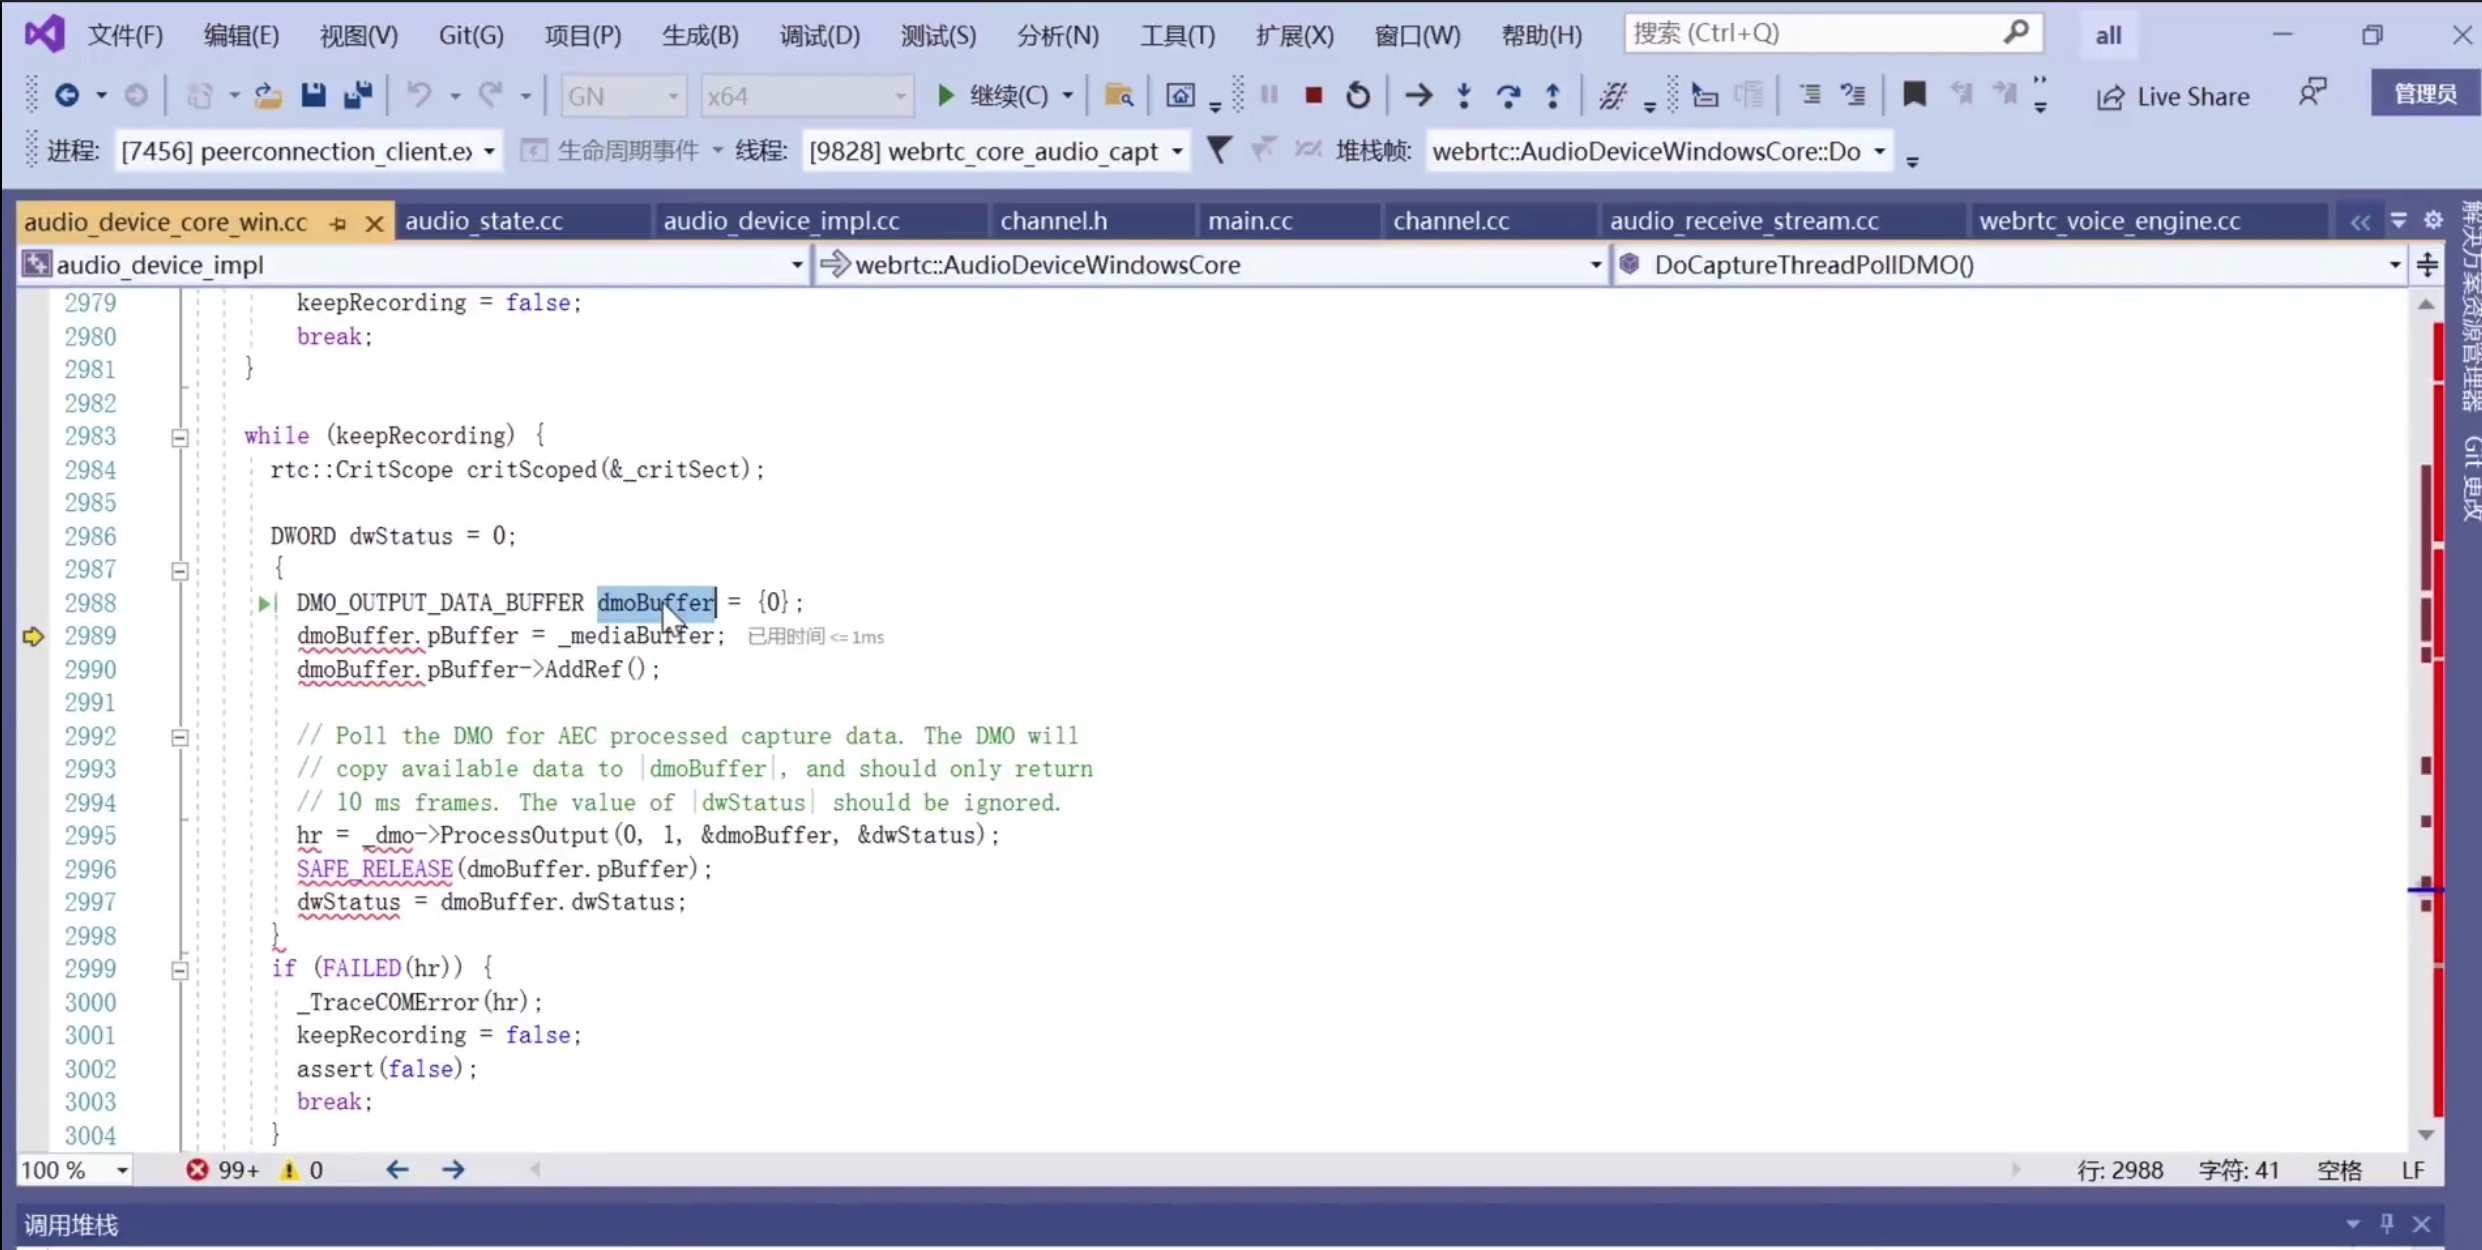 文件(F) 编辑(E) 视图(V) Git(G) 项目(P) 生成(B) 调试(D) 测试(S) 分析(N) 工具(T) 扩展(X) 窗口(W) 帮助(H) 搜索 (Ctrl+Q) all
GN x64 继续(C) Live Share 管理员
进程: [7456] peerconnection_client.ex 生命周期事件 线程: [9828] webrtc_core_audio_capt 堆栈帧: webrtc::AudioDeviceWindowsCore::Do
audio_device_core_win.cc audio_state.cc audio_device_impl.cc channel.h main.cc channel.cc audio_receive_stream.cc webrtc_voice_engine.cc
audio_device_impl webrtc::AudioDeviceWindowsCore DoCaptureThreadPollDMO()
2979 keepRecording = false;
2980 break;
2981 }
2982
2983 while (keepRecording) {
2984 rtc::CritScope critScoped(&_critSect);
2985
2986 DWORD dwStatus = 0;
2987 {
2988 DMO_OUTPUT_DATA_BUFFER dmoBuffer = {0};
2989 dmoBuffer.pBuffer = _mediaBuffer; 已用时间 <= 1ms
2990 dmoBuffer.pBuffer->AddRef();
2991
2992 // Poll the DMO for AEC processed capture data. The DMO will
2993 // copy available data to |dmoBuffer|, and should only return
2994 // 10 ms frames. The value of |dwStatus| should be ignored.
2995 hr = _dmo->ProcessOutput(0, 1, &dmoBuffer, &dwStatus);
2996 SAFE_RELEASE(dmoBuffer.pBuffer);
2997 dwStatus = dmoBuffer.dwStatus;
2998 }
2999 if (FAILED(hr)) {
3000 _TraceCOMError(hr);
3001 keepRecording = false;
3002 assert(false);
3003 break;
3004 }
100 % 99+ 0 行: 2988 字符: 41 空格 LF
调用堆栈
解决方案资源管理器
Git 更改